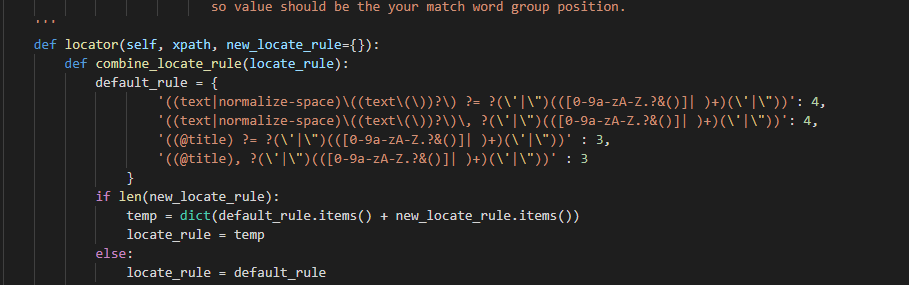 so value should be the your match word group position.
'''
def locator(self, xpath, new_locate_rule={}):
def combine_locate_rule(locate_rule):
default_rule = {
'((text|normalize-space)\((text\(\))?\) ?= ?(\'|\")(([0-9a-zA-Z.?&()]| )+)(\'|\"))': 4,
'((text|normalize-space)\((text\(\))?\)\, ?(\'|\")(([0-9a-zA-Z.?&()]| )+)(\'|\"))': 4,
'((@title) ?= ?(\'|\")(([0-9a-zA-Z.?&()]| )+)(\'|\"))' : 3,
'((@title), ?(\'|\")(([0-9a-zA-Z.?&()]| )+)(\'|\"))' : 3
}
if len(new_locate_rule):
temp = dict(default_rule.items() + new_locate_rule.items())
locate_rule = temp
else:
locate_rule = default_rule